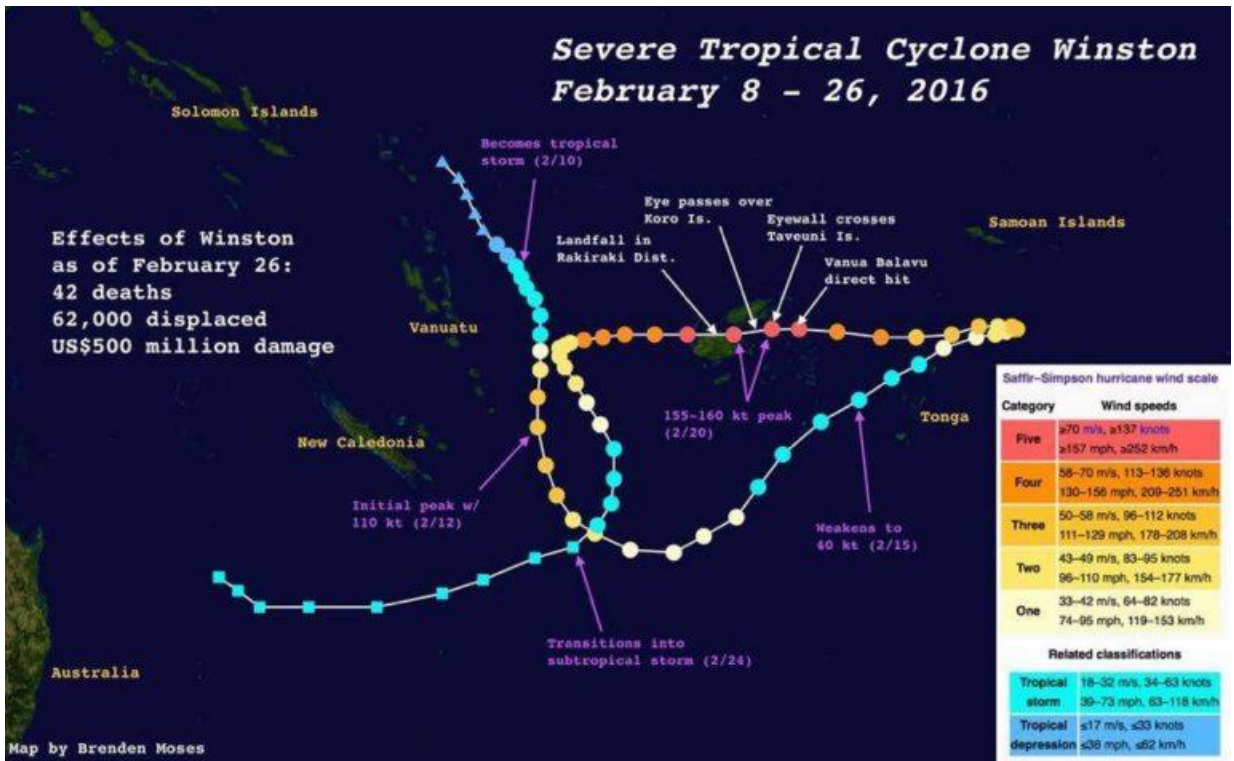 Severe Tropical Cyclone Winston
February 8 - 26, 2016
Solomon Islands
Becomes tropical
storm (2/10)
Eye passes over
Koro Is.
Eyewall crosses
Taveuni Is.
Samoan Islands
Landfall in
Rakiraki Dist.
Vanua Balavu
direct hit
Effects of Winston
as of February 26:
42 deaths
62,000 displaced
US$500 million damage
Vanuatu
155-160 kt peak
(2/20)
Tonga
New Caledonia
Initial peak w/
110 kt (2/12)
Weakens to
60 kt (2/15)
Transitions into
subtropical storm (2/24)
Australia
Map by Brenden Moses
Saffir–Simpson hurricane wind scale
Category Wind speeds
Five ≥70 m/s, ≥137 knots
≥157 mph, ≥252 km/h
Four 58–70 m/s, 113–136 knots
130–156 mph, 209–251 km/h
Three 50–58 m/s, 96–112 knots
111–129 mph, 178–208 km/h
Two 43–49 m/s, 83–95 knots
96–110 mph, 154–177 km/h
One 33–42 m/s, 64–82 knots
74–95 mph, 119–153 km/h
Related classifications
Tropical storm 18–32 m/s, 34–63 knots
39–73 mph, 63–118 km/h
Tropical depression ≤17 m/s, ≤33 knots
≤38 mph, ≤62 km/h